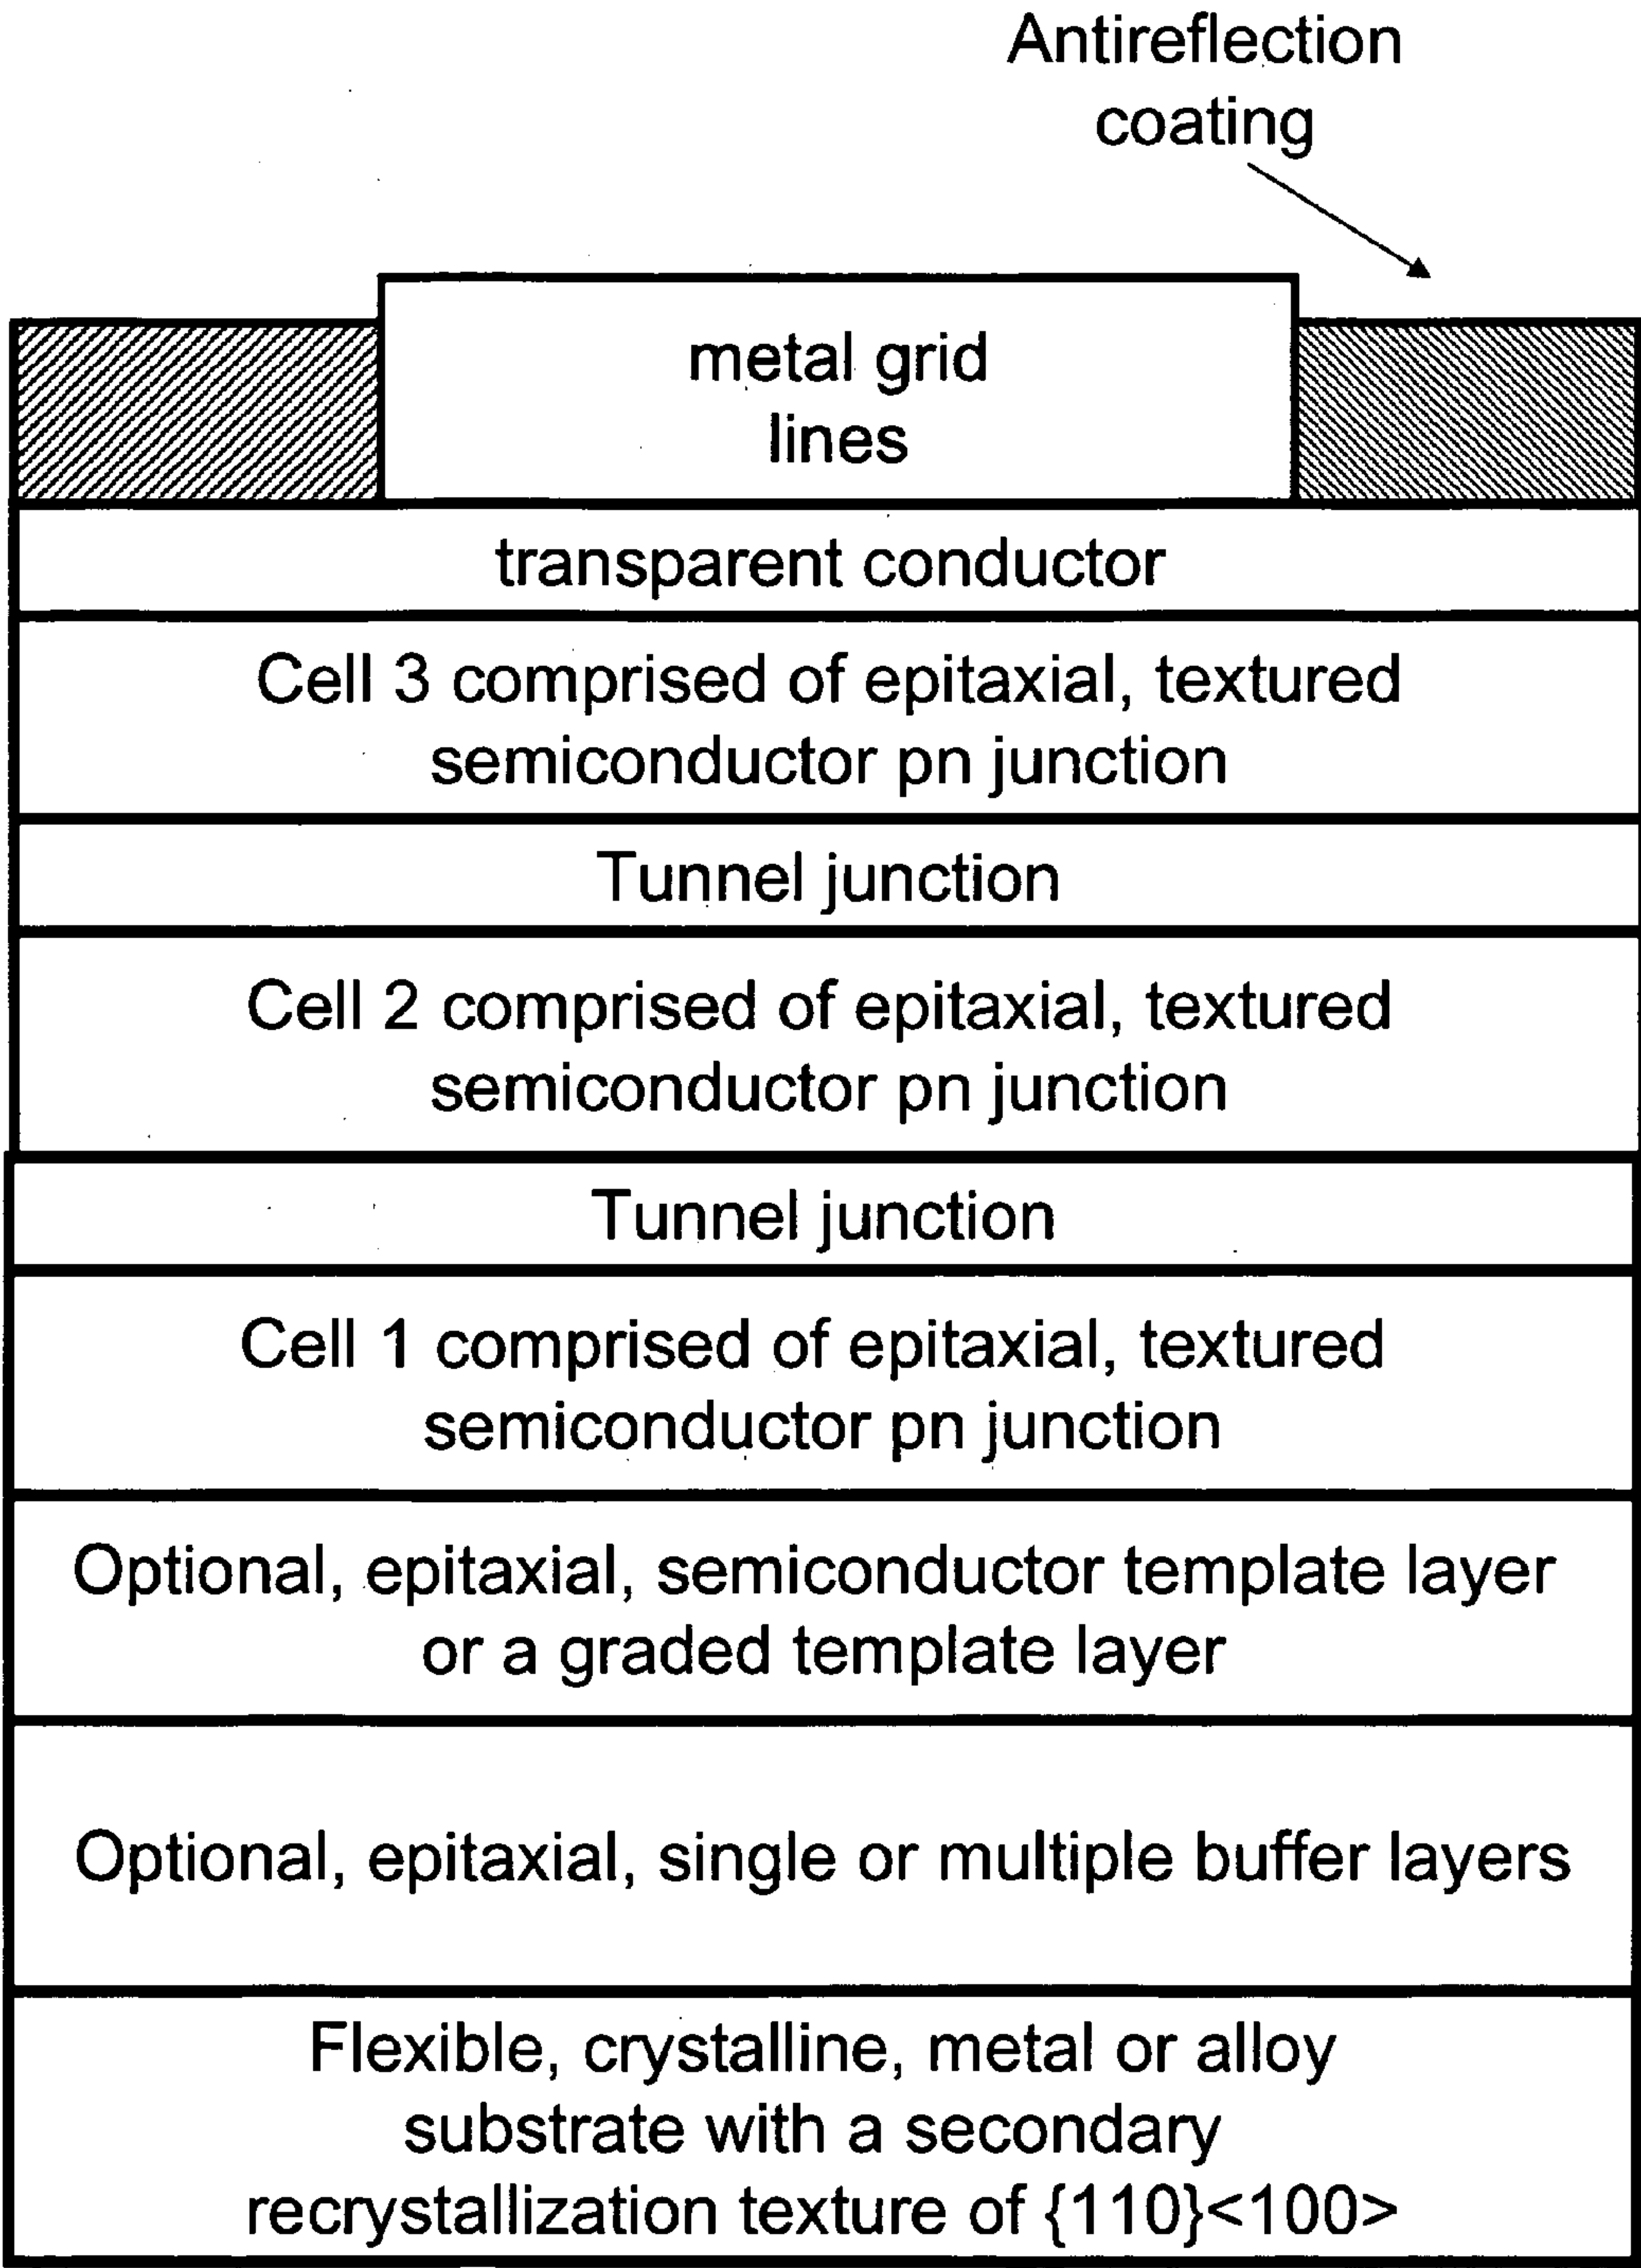 Antireflection
coating
metal grid
lines
transparent conductor
Cell 3 comprised of epitaxial, textured
semiconductor pn junction
Tunnel junction
Cell 2 comprised of epitaxial, textured
semiconductor pn junction
Tunnel junction
Cell 1 comprised of epitaxial, textured
semiconductor pn junction
Optional, epitaxial, semiconductor template layer
or a graded template layer
Optional, epitaxial, single or multiple buffer layers
Flexible, crystalline, metal or alloy
substrate with a secondary
recrystallization texture of {110}<100>